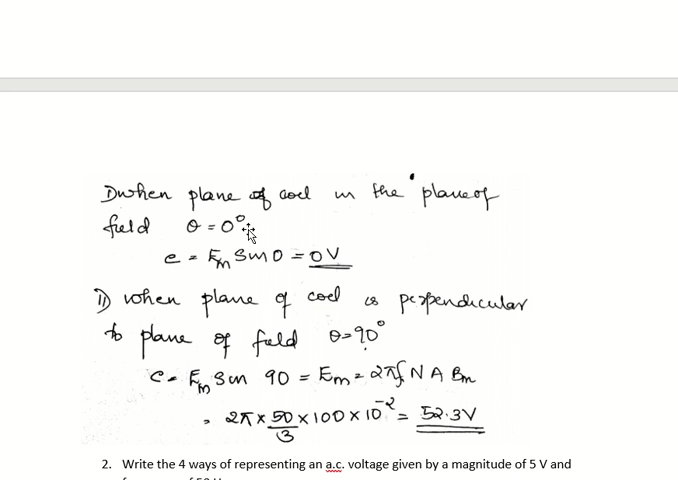 I) when plane of coil in the plane of
field θ = 0°
e = Em Sin 0 = 0 V
II) when plane of coil is perpendicular
to plane of field θ = 90°
e = Em Sin 90 = Em = 2πf N A Bm
= 2π × 50/3 × 100 × 10⁻² = 52.3V
2. Write the 4 ways of representing an a.c. voltage given by a magnitude of 5 V and